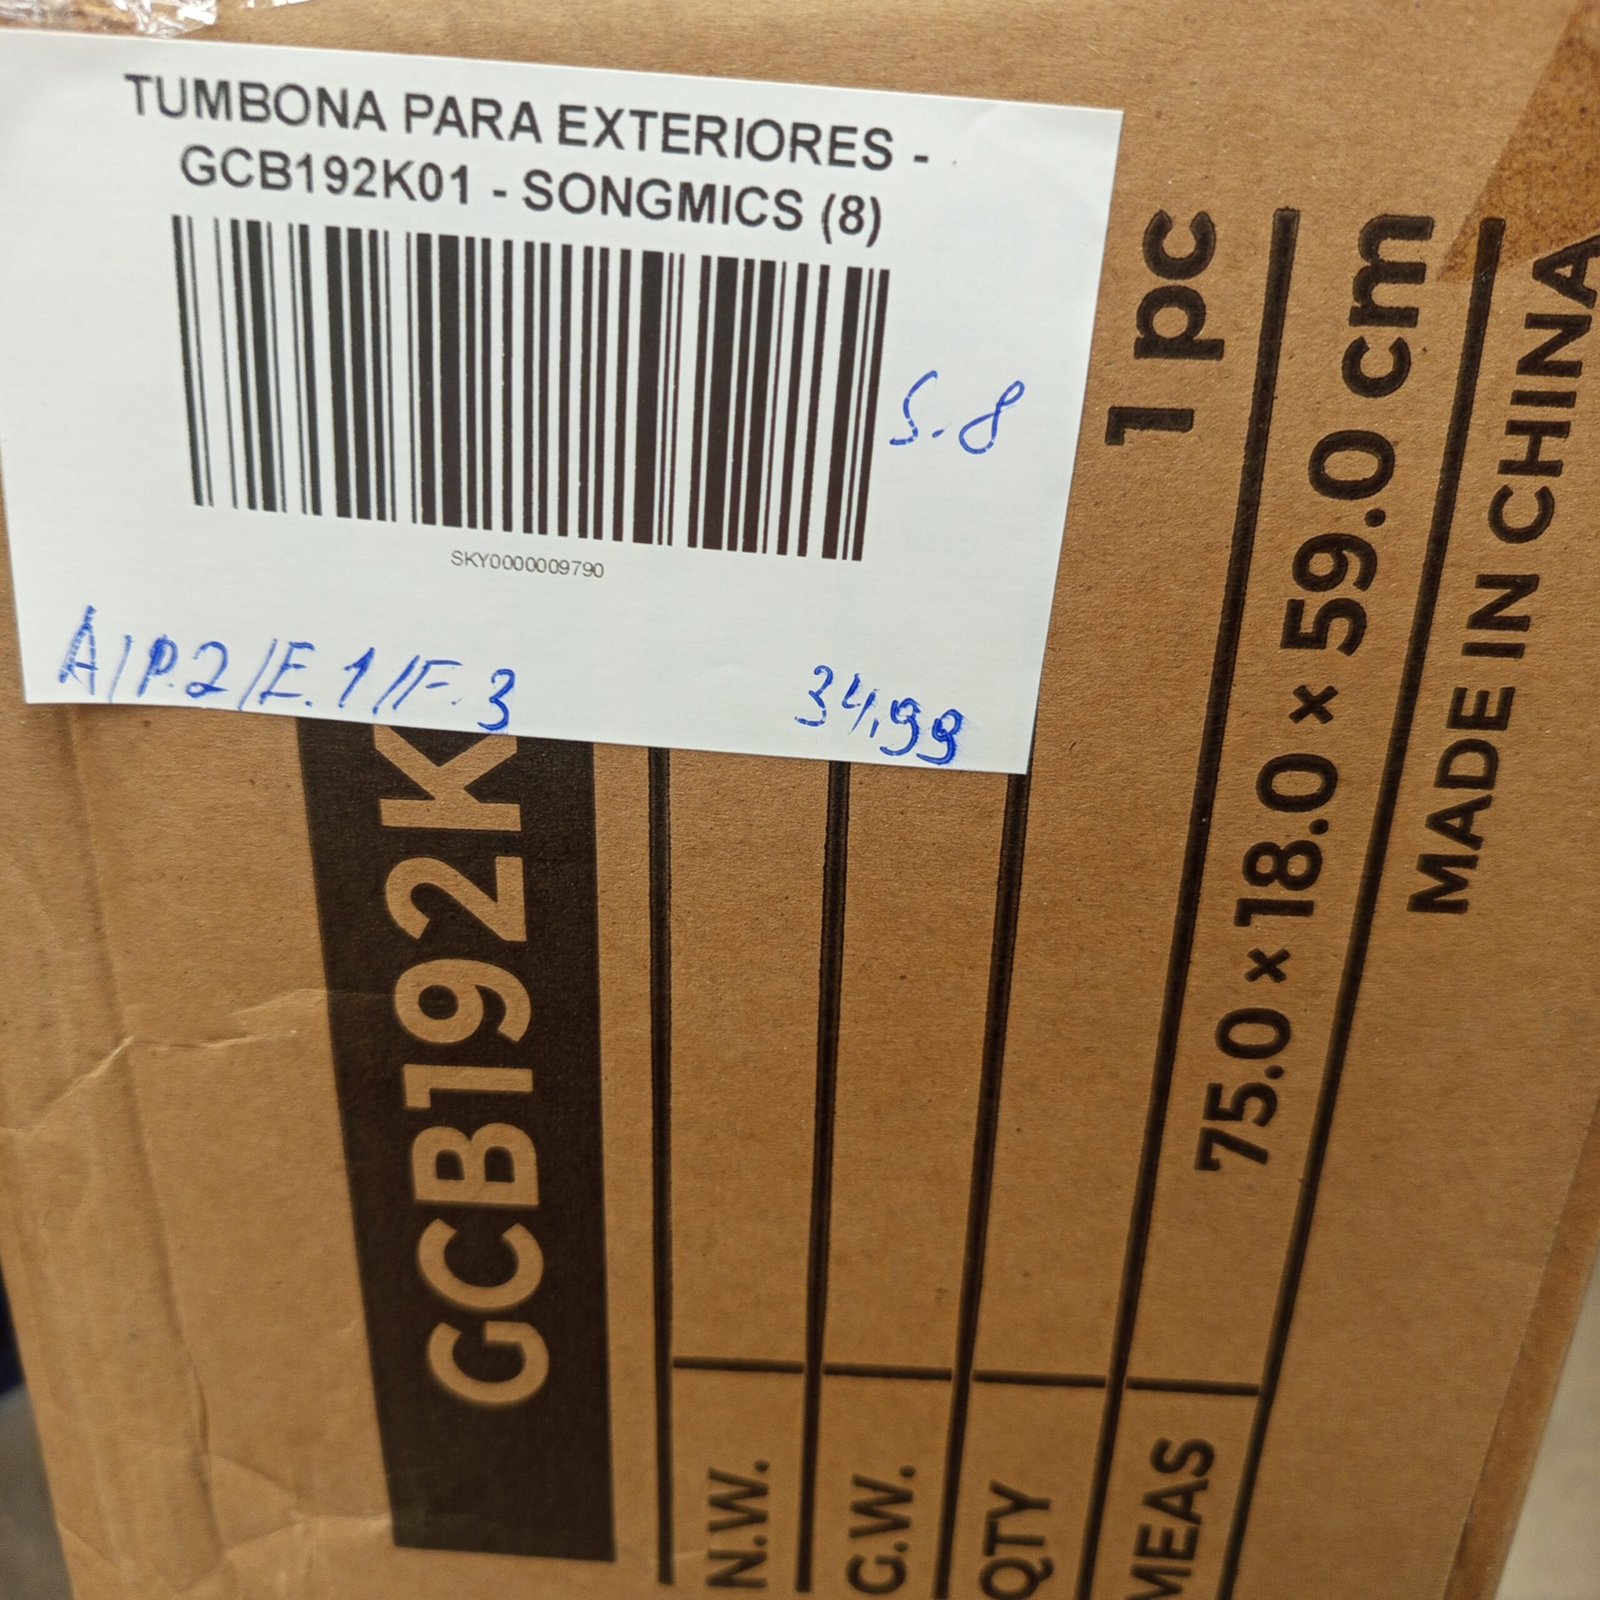 TUMBONA PARA EXTERIORES -
GCB192K01 - SONGMICS (8)
S.8
SKY0000009790
A/P.2/E.1/F.3
34,99
GCB192K
N.W.
G.W.
QTY 1 pc
MEAS 75.0 × 18.0 × 59.0 cm
MADE IN CHINA